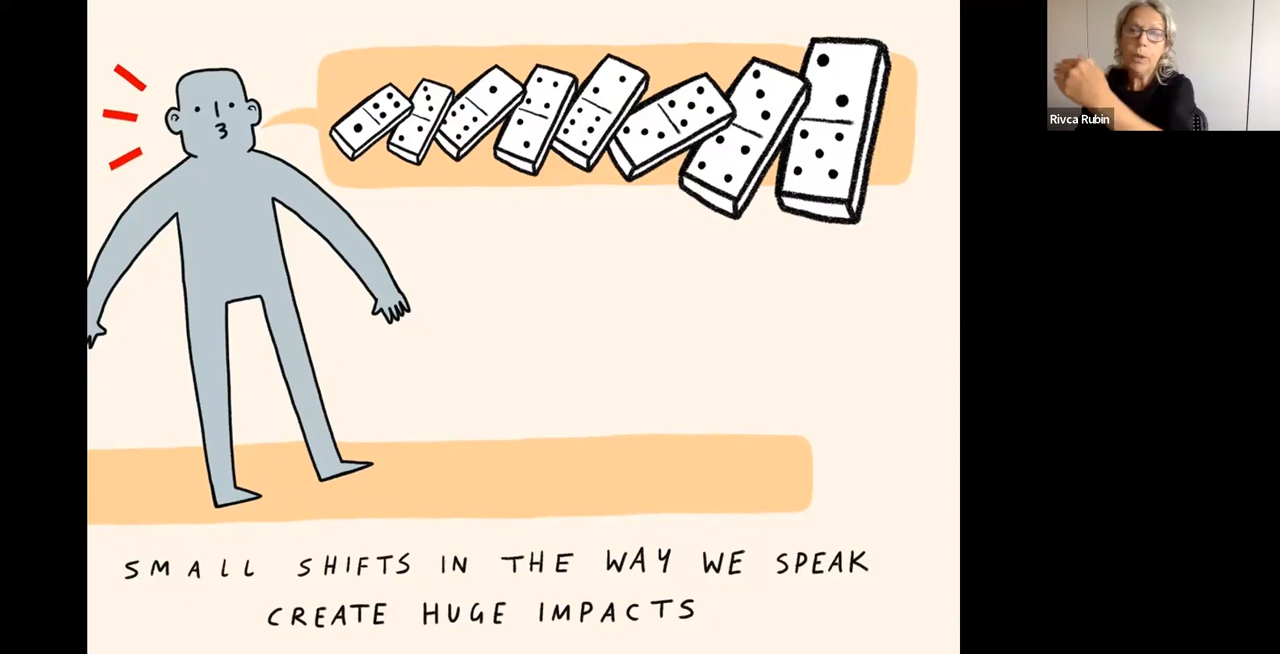 Rivca Rubin
SMALL SHIFTS IN THE WAY WE SPEAK
CREATE HUGE IMPACTS